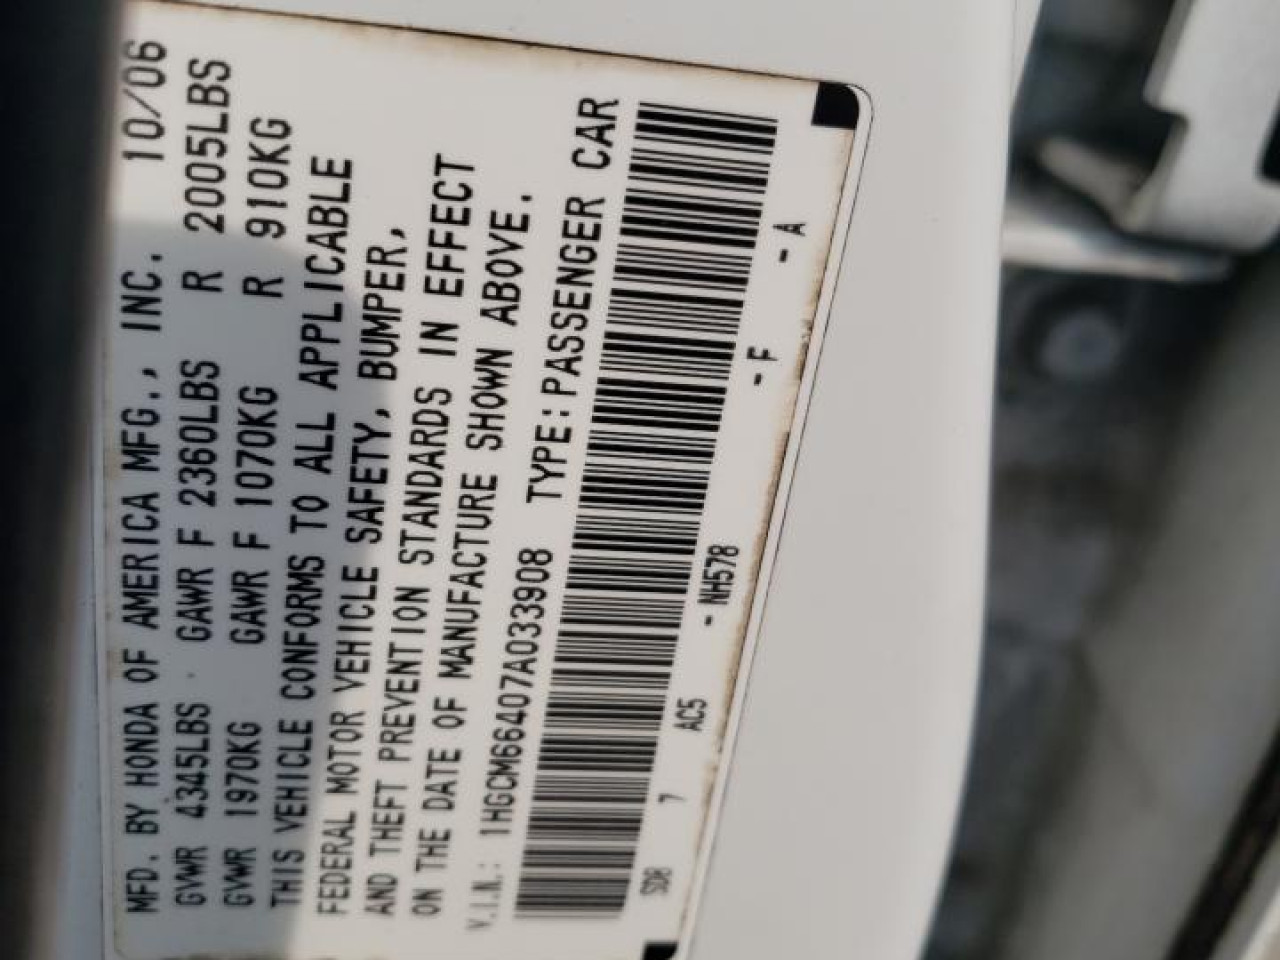 MFD. BY HONDA OF AMERICA MFG., INC. 10/06
GVWR 4345LBS GAWR F 2360LBS R 2005LBS
GVWR 1970KG GAWR F 1070KG R 910KG
THIS VEHICLE CONFORMS TO ALL APPLICABLE
FEDERAL MOTOR VEHICLE SAFETY, BUMPER,
AND THEFT PREVENTION STANDARDS IN EFFECT
ON THE DATE OF MANUFACTURE SHOWN ABOVE.
V.I.N.: 1HGCM66407A033908 TYPE:PASSENGER CAR
SDB 7 AC5 - NH578 - F - A